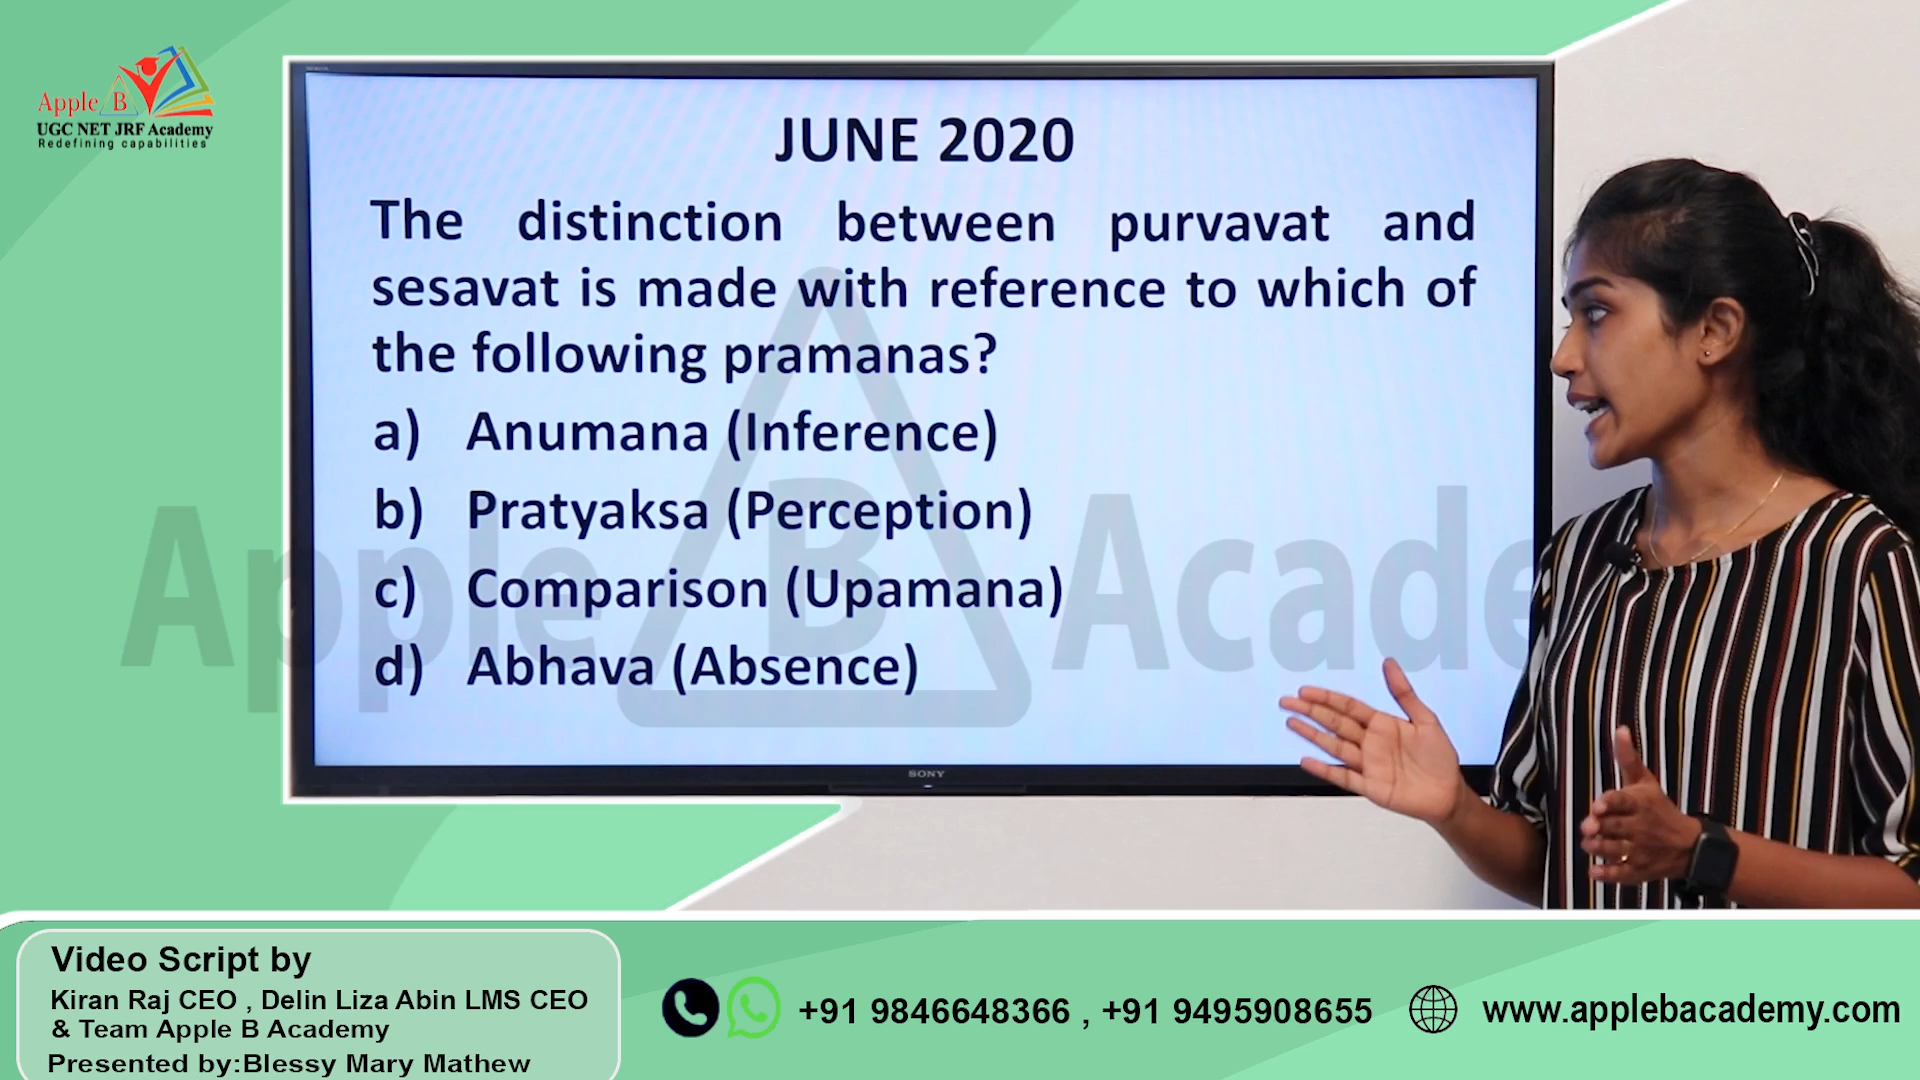 Apple B
UGC NET JRF Academy
Redefining capabilities
JUNE 2020
The distinction between purvavat and
sesavat is made with reference to which of
the following pramanas?
a) Anumana (Inference)
b) Pratyaksa (Perception)
c) Comparison (Upamana)
d) Abhava (Absence)
Apple B Acade
SONY
Video Script by
Kiran Raj CEO , Delin Liza Abin LMS CEO
& Team Apple B Academy
Presented by:Blessy Mary Mathew
+91 9846648366 , +91 9495908655
www.applebacademy.com